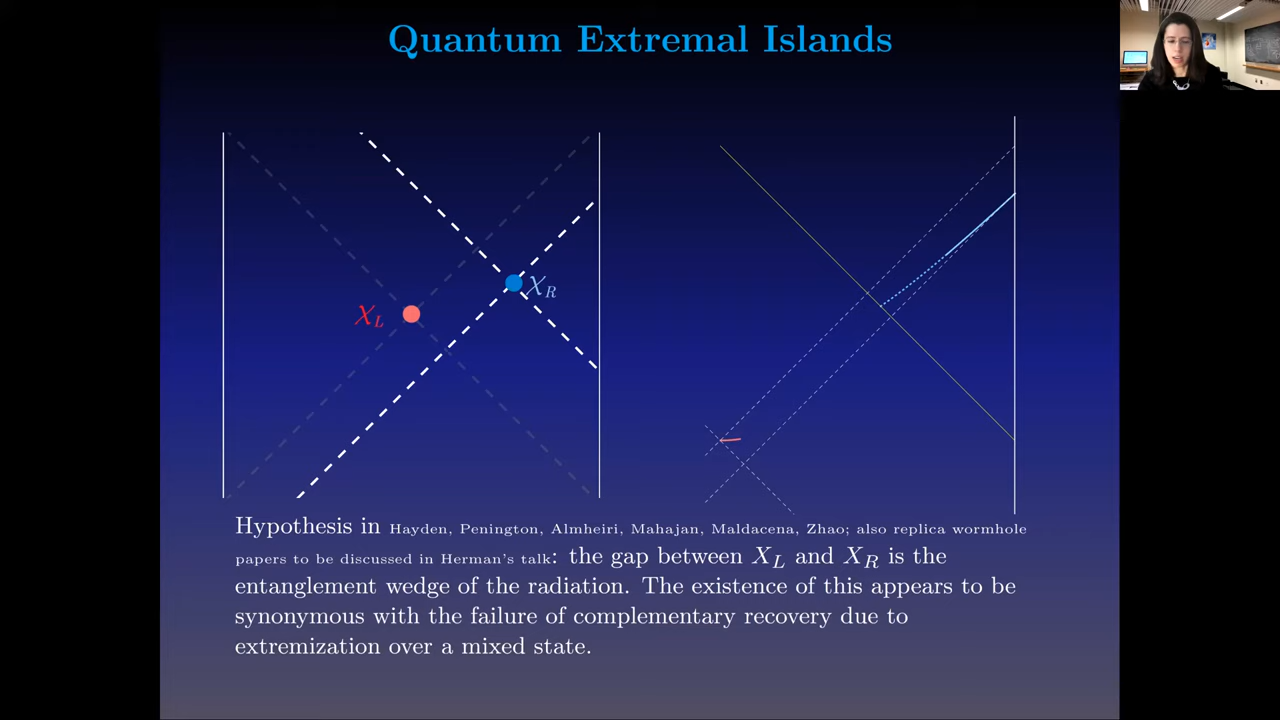 Quantum Extremal Islands
χ_R
χ_L
Hypothesis in Hayden, Penington, Almheiri, Mahajan, Maldacena, Zhao; also replica wormhole
papers to be discussed in Herman's talk: the gap between X_L and X_R is the
entanglement wedge of the radiation. The existence of this appears to be
synonymous with the failure of complementary recovery due to
extremization over a mixed state.